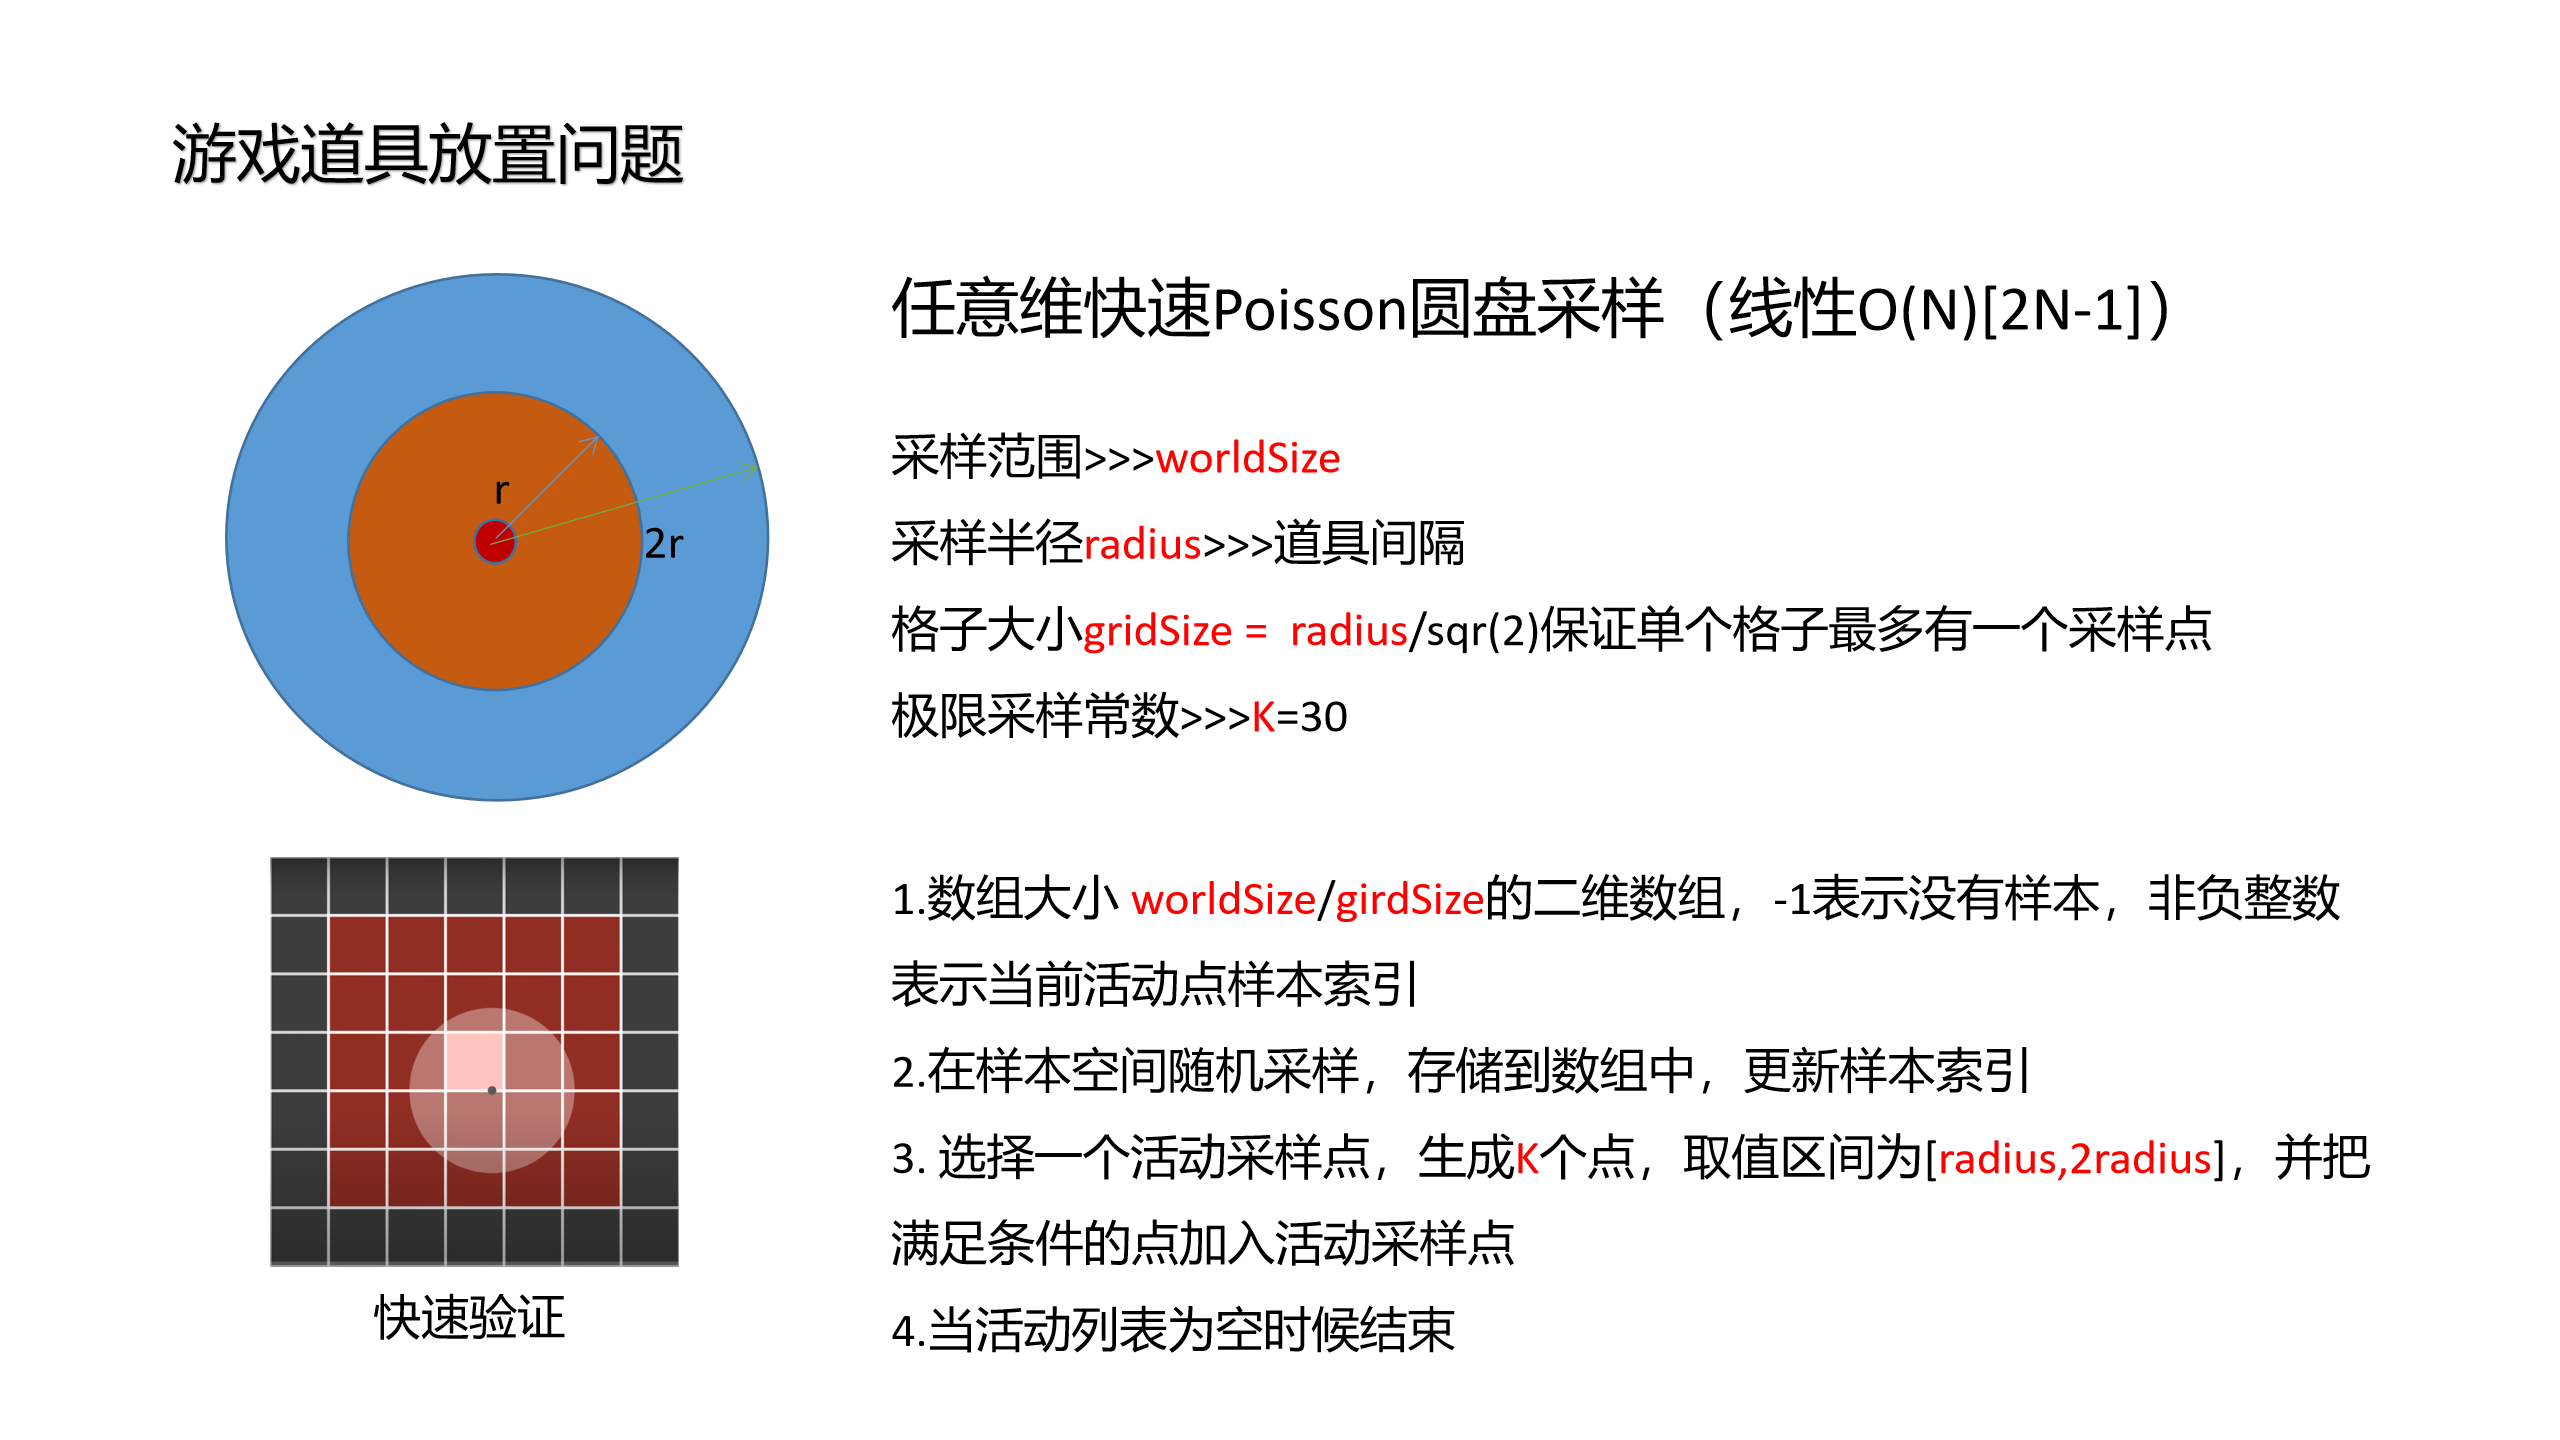 游戏道具放置问题
r
2r
快速验证
任意维快速Poisson圆盘采样（线性O(N)[2N-1]）
采样范围>>>worldSize
采样半径radius>>>道具间隔
格子大小gridSize = radius/sqr(2)保证单个格子最多有一个采样点
极限采样常数>>>K=30
1.数组大小 worldSize/girdSize的二维数组，-1表示没有样本，非负整数
表示当前活动点样本索引
2.在样本空间随机采样，存储到数组中，更新样本索引
3. 选择一个活动采样点，生成K个点，取值区间为[radius,2radius]，并把
满足条件的点加入活动采样点
4.当活动列表为空时候结束